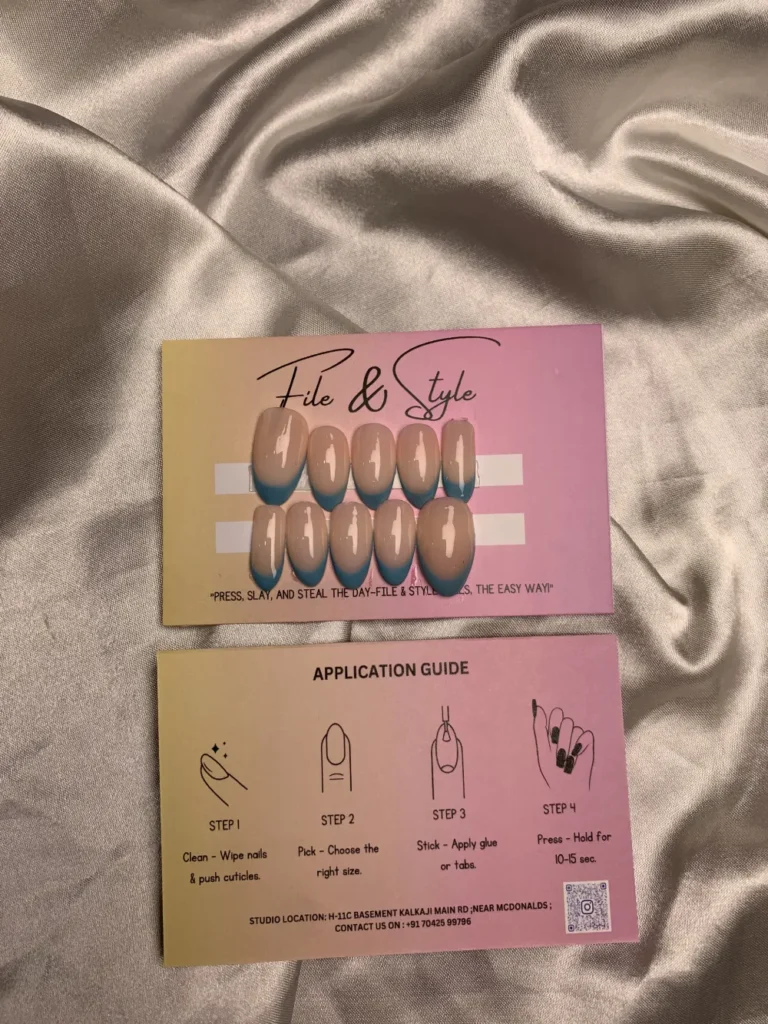 File & Style
"PRESS, SLAY, AND STEAL THE DAY-FILE & STYLE THE EASY WAY!"
APPLICATION GUIDE
STEP 1
STEP 2
STEP 3
STEP 4
Clean - Wipe nails
& push cuticles.
Pick - Choose the
right size.
Stick - Apply glue
or tabs.
Press - Hold for
10-15 sec.
STUDIO LOCATION: H-11C BASEMENT KALKAJI MAIN RD ;NEAR MCDONALDS ;
CONTACT US ON : +91 70425 99796